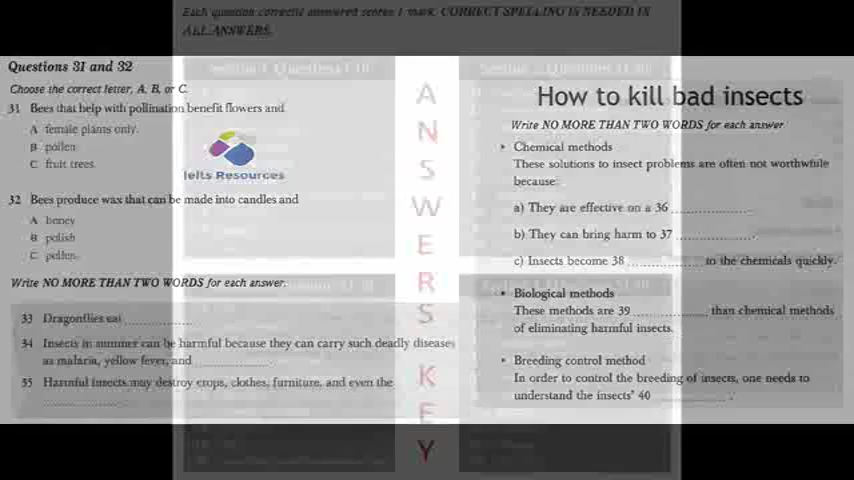 Each question correctly answered scores 1 mark. CORRECT SPELLING IS NEEDED IN
ALL ANSWERS.
Questions 31 and 32
Choose the correct letter, A, B, or C.
31 Bees that help with pollination benefit flowers and
A female plants only.
B pollen
C fruit trees.
Ielts Resources
32 Bees produce wax that can be made into candles and
A honey
B polish
C pollen.
Write NO MORE THAN TWO WORDS for each answer.
33 Dragonflies eat ....................
34 Insects in summer can be harmful because they can carry such deadly diseases
as malaria, yellow fever, and ....................
35 Harmful insects may destroy crops, clothes, furniture, and even the
....................
ANSWERS KEY
How to kill bad insects
Write NO MORE THAN TWO WORDS for each answer
• Chemical methods
These solutions to insect problems are often not worthwhile
because:
a) They are effective on a 36 .................... .
b) They can bring harm to 37 .................... .
c) Insects become 38 .................... to the chemicals quickly.
• Biological methods
These methods are 39 .................... than chemical methods
of eliminating harmful insects.
• Breeding control method
In order to control the breeding of insects, one needs to
understand the insects' 40 .................... .